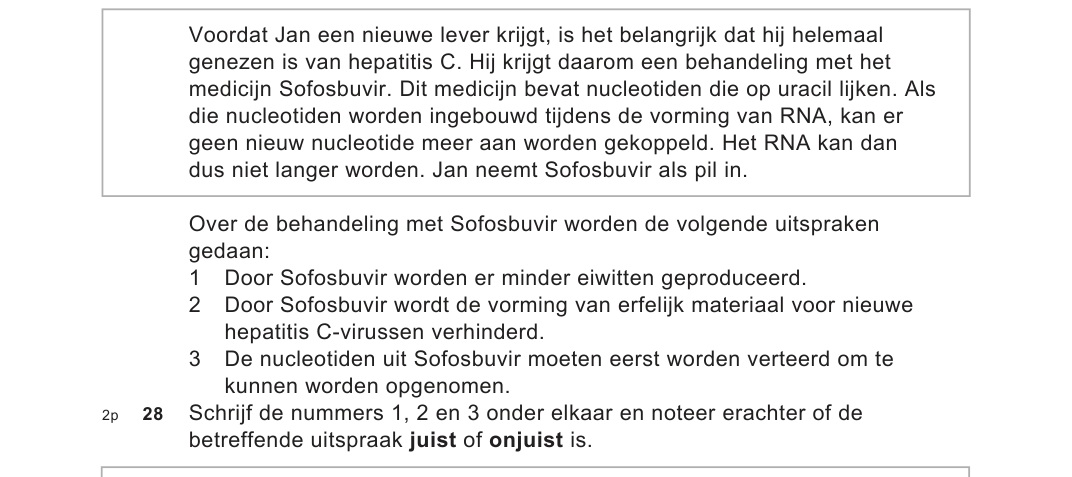 Voordat Jan een nieuwe lever krijgt, is het belangrijk dat hij helemaal
genezen is van hepatitis C. Hij krijgt daarom een behandeling met het
medicijn Sofosbuvir. Dit medicijn bevat nucleotiden die op uracil lijken. Als
die nucleotiden worden ingebouwd tijdens de vorming van RNA, kan er
geen nieuw nucleotide meer aan worden gekoppeld. Het RNA kan dan
dus niet langer worden. Jan neemt Sofosbuvir als pil in.
Over de behandeling met Sofosbuvir worden de volgende uitspraken
gedaan:
1 Door Sofosbuvir worden er minder eiwitten geproduceerd.
2 Door Sofosbuvir wordt de vorming van erfelijk materiaal voor nieuwe
hepatitis C-virussen verhinderd.
3 De nucleotiden uit Sofosbuvir moeten eerst worden verteerd om te
kunnen worden opgenomen.
2p 28 Schrijf de nummers 1, 2 en 3 onder elkaar en noteer erachter of de
betreffende uitspraak juist of onjuist is.